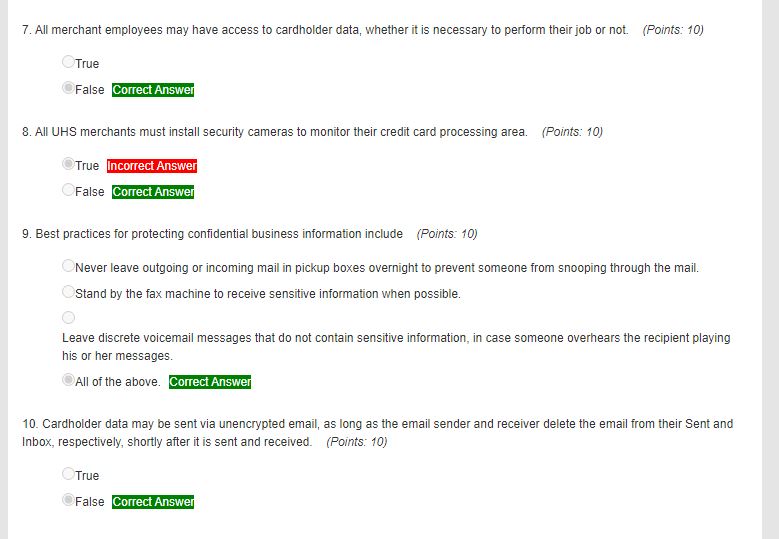 7. All merchant employees may have access to cardholder data, whether it is necessary to perform their job or not. (Points: 10)
True
False Correct Answer
8. All UHS merchants must install security cameras to monitor their credit card processing area. (Points: 10)
True Incorrect Answer
False Correct Answer
9. Best practices for protecting confidential business information include (Points: 10)
Never leave outgoing or incoming mail in pickup boxes overnight to prevent someone from snooping through the mail.
Stand by the fax machine to receive sensitive information when possible.
Leave discrete voicemail messages that do not contain sensitive information, in case someone overhears the recipient playing
his or her messages.
All of the above. Correct Answer
10. Cardholder data may be sent via unencrypted email, as long as the email sender and receiver delete the email from their Sent and
Inbox, respectively, shortly after it is sent and received. (Points: 10)
True
False Correct Answer